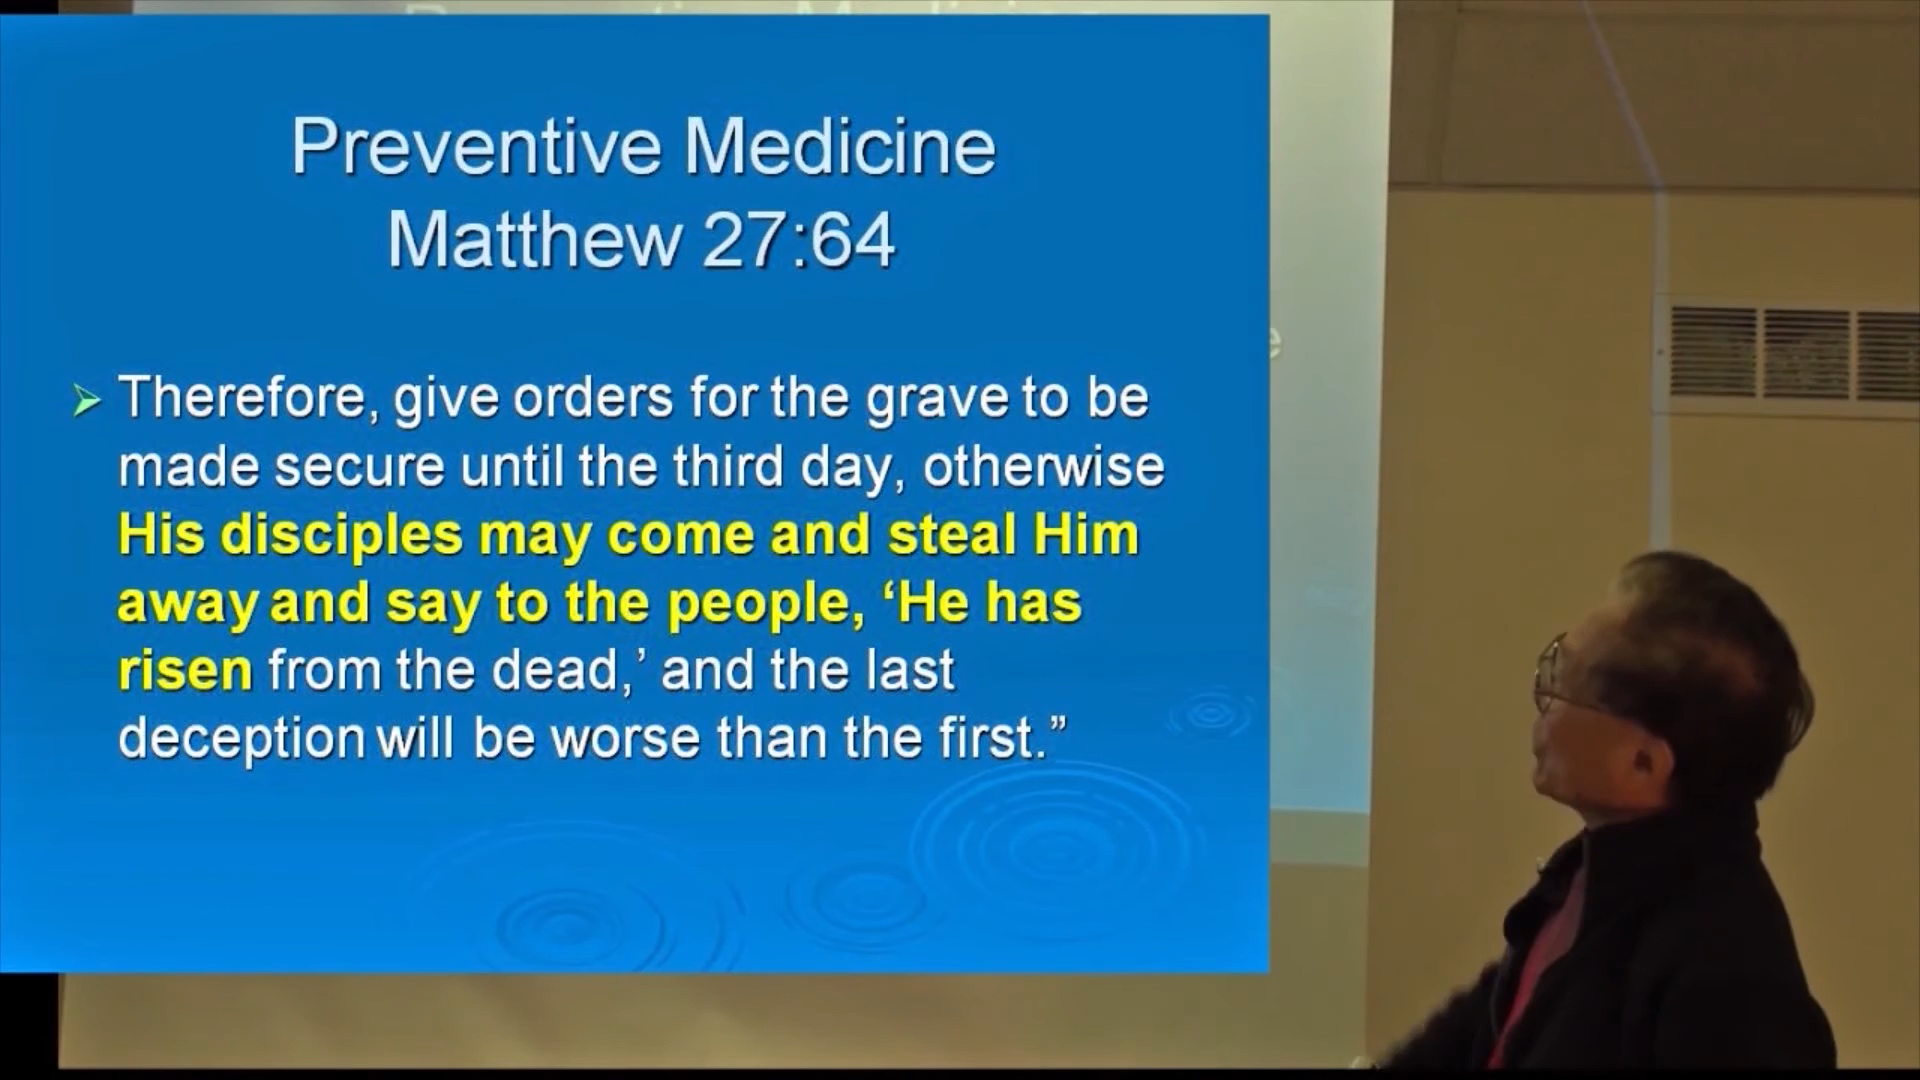 Preventive Medicine
Matthew 27:64
Therefore, give orders for the grave to be
made secure until the third day, otherwise
His disciples may come and steal Him
away and say to the people, ‘He has
risen from the dead,’ and the last
deception will be worse than the first.”